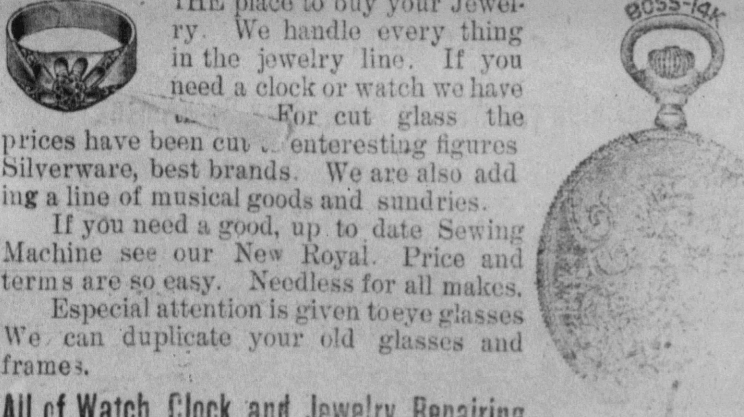 THE place to buy your Jewel-
ry. We handle every thing
in the jewelry line. If you
need a clock or watch we have
For cut glass the
prices have been cut enteresting figures
Silverware, best brands. We are also add
ing a line of musical goods and sundries.
If you need a good, up to date Sewing
Machine see our New Royal. Price and
terms are so easy. Needless for all makes.
Especial attention is given to eye glasses
We can duplicate your old glasses and
frames.
All of Watch Clock and Jewelry Repairing
BOSS-14K